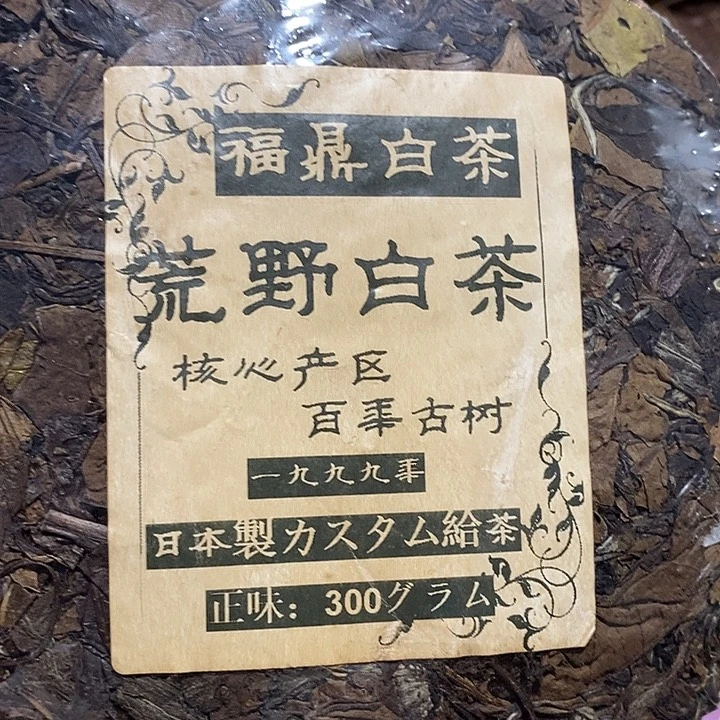 福鼎白茶
荒野白茶
核心产区
百年古树
一九九九年
日本製カスタム給茶
正味：300グラム